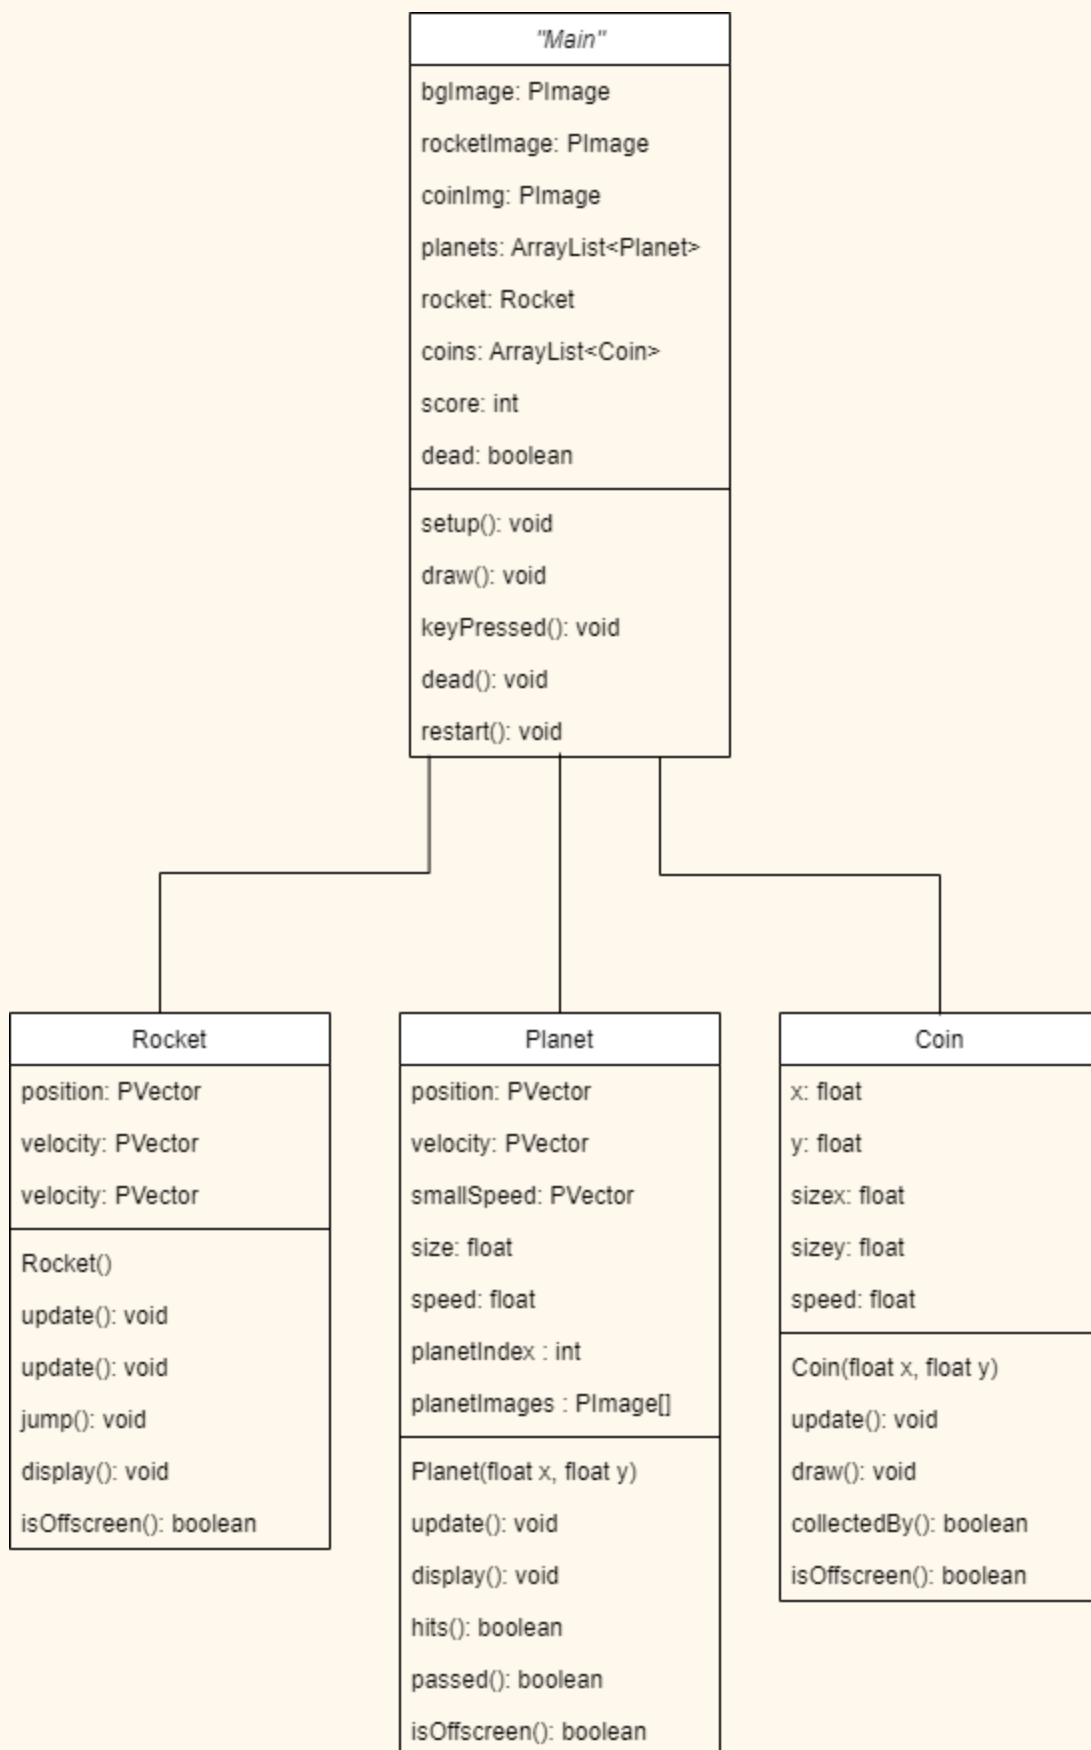 "Main"
bgImage: PImage
rocketImage: PImage
coinImg: PImage
planets: ArrayList<Planet>
rocket: Rocket
coins: ArrayList<Coin>
score: int
dead: boolean
setup(): void
draw(): void
keyPressed(): void
dead(): void
restart(): void
Rocket
position: PVector
velocity: PVector
velocity: PVector
Rocket()
update(): void
update(): void
jump(): void
display(): void
isOffscreen(): boolean
Planet
position: PVector
velocity: PVector
smallSpeed: PVector
size: float
speed: float
planetIndex : int
planetImages : PImage[]
Planet(float x, float y)
update(): void
display(): void
hits(): boolean
passed(): boolean
isOffscreen(): boolean
Coin
x: float
y: float
sizex: float
sizey: float
speed: float
Coin(float x, float y)
update(): void
draw(): void
collectedBy(): boolean
isOffscreen(): boolean